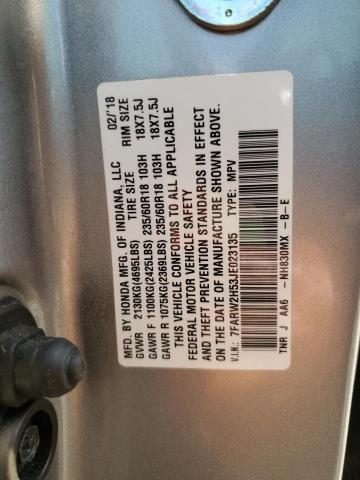 MFD. BY HONDA MFG. OF INDIANA, LLC 02/'18
TIRE SIZE RIM SIZE
GVWR 2130KG(4695LBS)
GAWR F 1100KG(2425LBS) 235/60R18 103H 18X7.5J
GAWR R 1075KG(2369LBS) 235/60R18 103H 18X7.5J
THIS VEHICLE CONFORMS TO ALL APPLICABLE
FEDERAL MOTOR VEHICLE SAFETY
AND THEFT PREVENTION STANDARDS IN EFFECT
ON THE DATE OF MANUFACTURE SHOWN ABOVE.
V.I.N.: 7FARW2H53JE023135 TYPE: MPV
TNR J AA6 -NH830MX -B-E